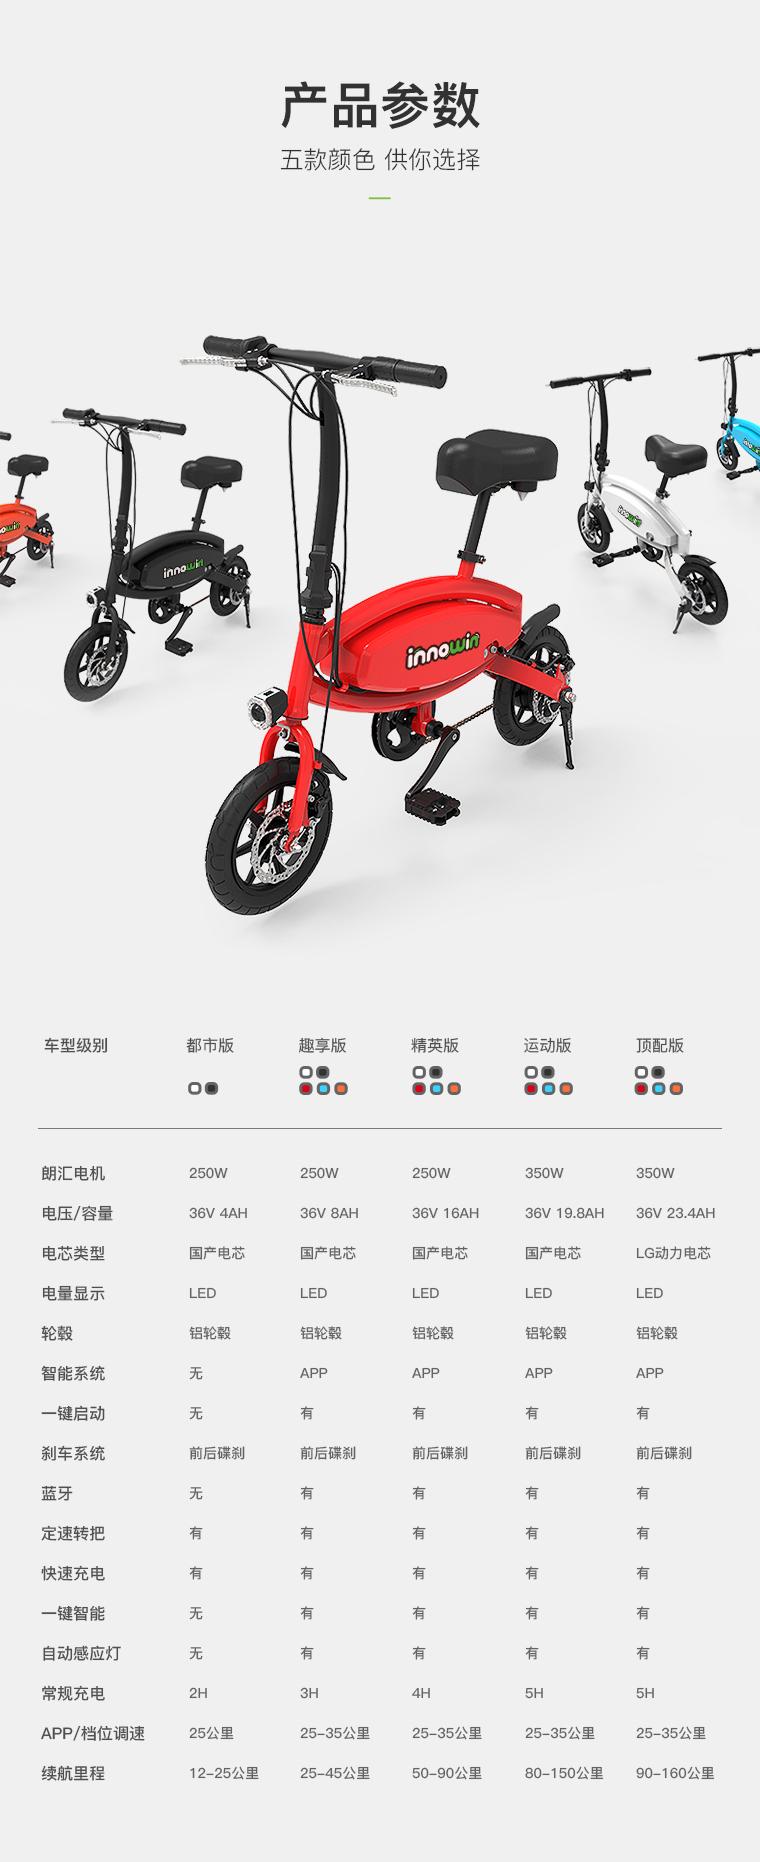 产品参数
五款颜色 供你选择
innowin
innowin
innowin
innowin
innowin
车型级别 都市版 趣享版 精英版 运动版 顶配版
朗汇电机 250W 250W 250W 350W 350W
电压/容量 36V 4AH 36V 8AH 36V 16AH 36V 19.8AH 36V 23.4AH
电芯类型 国产电芯 国产电芯 国产电芯 国产电芯 LG动力电芯
电量显示 LED LED LED LED LED
轮毂 铝轮毂 铝轮毂 铝轮毂 铝轮毂 铝轮毂
智能系统 无 APP APP APP APP
一键启动 无 有 有 有 有
刹车系统 前后碟刹 前后碟刹 前后碟刹 前后碟刹 前后碟刹
蓝牙 无 有 有 有 有
定速转把 有 有 有 有 有
快速充电 有 有 有 有 有
一键智能 无 有 有 有 有
自动感应灯 无 有 有 有 有
常规充电 2H 3H 4H 5H 5H
APP/档位调速 25公里 25-35公里 25-35公里 25-35公里 25-35公里
续航里程 12-25公里 25-45公里 50-90公里 80-150公里 90-160公里